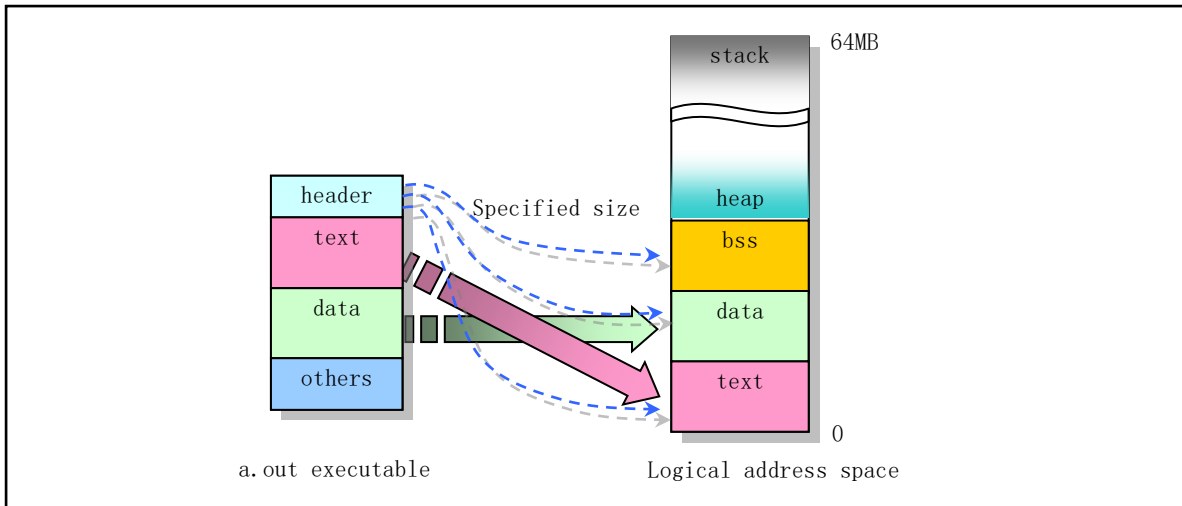 header
text
data
others
a.out executable
Specified size
64MB
stack
heap
bss
data
text
0
Logical address space